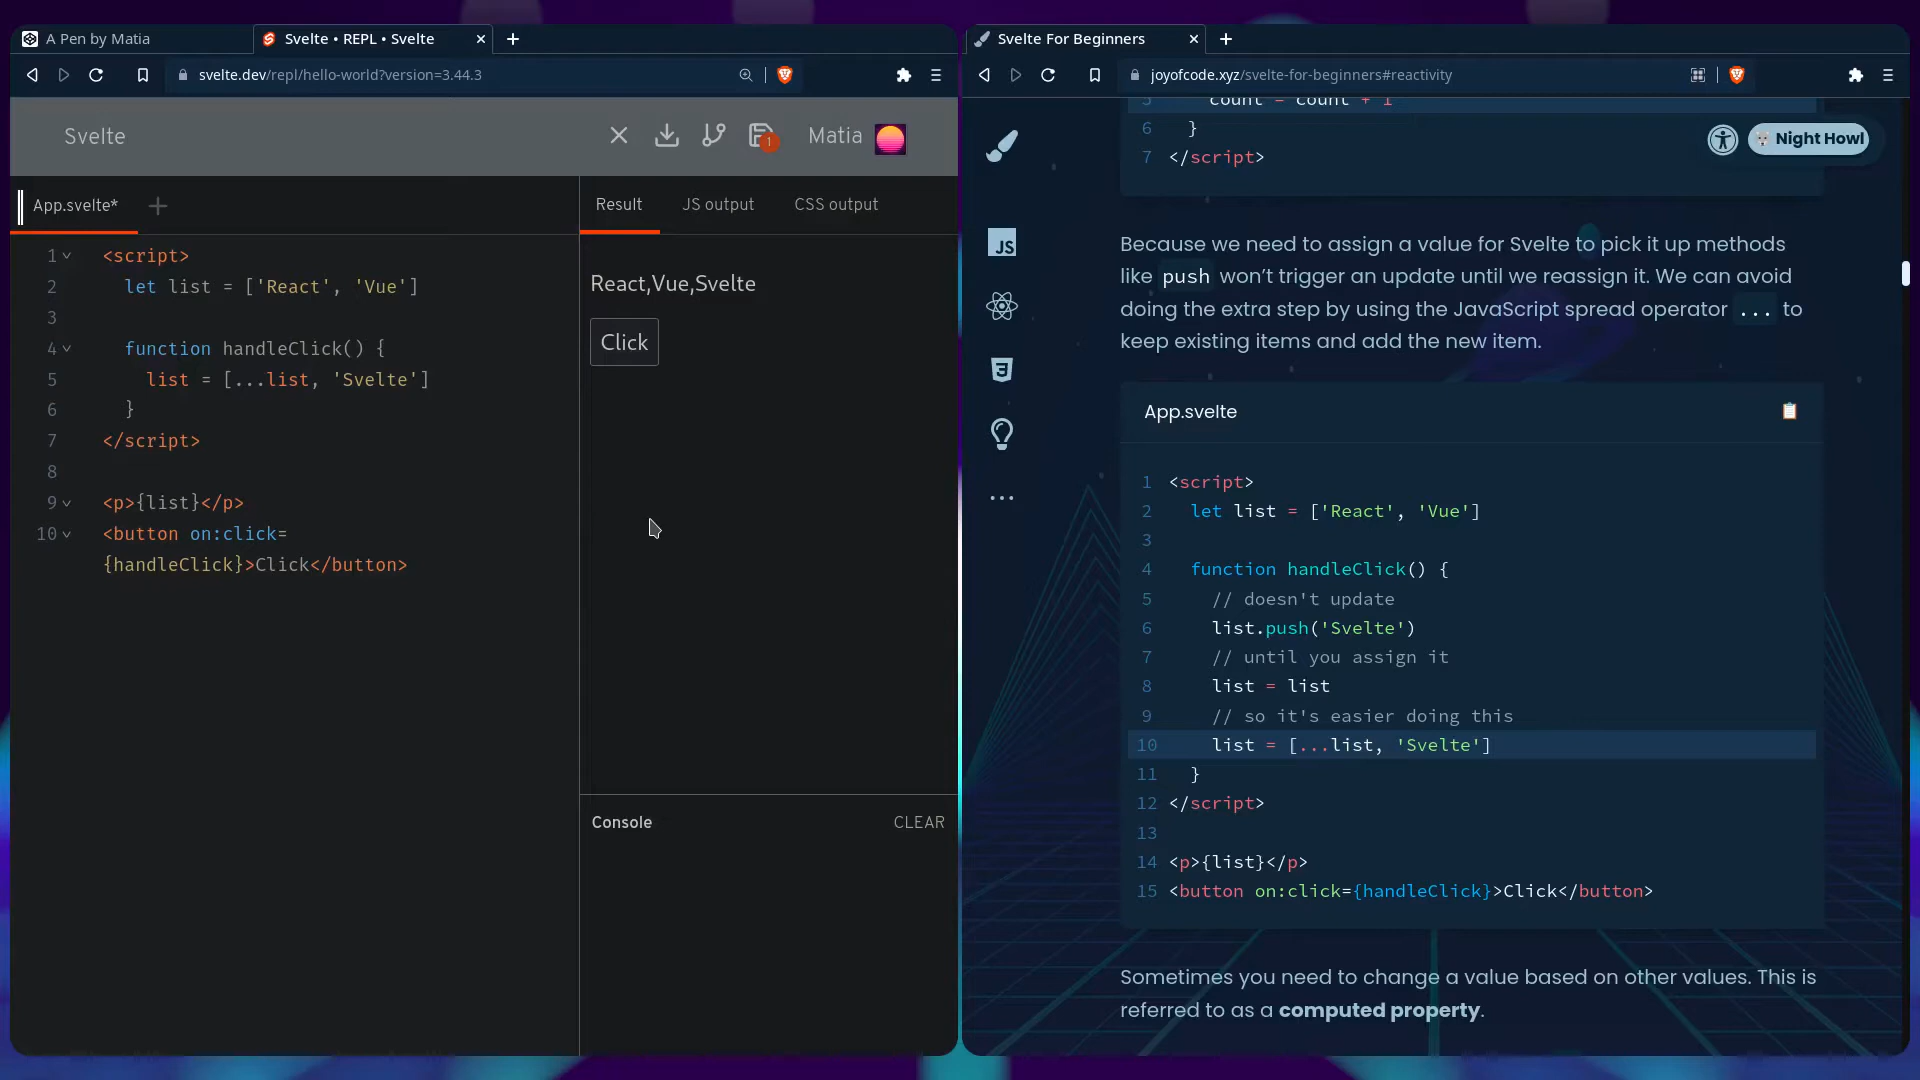 A Pen by Matia
Svelte • REPL • Svelte
svelte.dev/repl/hello-world?version=3.44.3
Svelte
1
Matia
App.svelte*
Result
JS output
CSS output
1 <script>
2 let list = ['React', 'Vue']
3
4 function handleClick() {
5 list = [...list, 'Svelte']
6 }
7 </script>
8
9 <p>{list}</p>
10 <button on:click=
{handleClick}>Click</button>
React,Vue,Svelte
Click
Console
CLEAR
Svelte For Beginners
joyofcode.xyz/svelte-for-beginners#reactivity
JS
Night Howl
5 count = count + 1
6 }
7 </script>
Because we need to assign a value for Svelte to pick it up methods
like push won’t trigger an update until we reassign it. We can avoid
doing the extra step by using the JavaScript spread operator ... to
keep existing items and add the new item.
App.svelte
1 <script>
2 let list = ['React', 'Vue']
3
4 function handleClick() {
5 // doesn't update
6 list.push('Svelte')
7 // until you assign it
8 list = list
9 // so it's easier doing this
10 list = [...list, 'Svelte']
11 }
12 </script>
13
14 <p>{list}</p>
15 <button on:click={handleClick}>Click</button>
Sometimes you need to change a value based on other values. This is
referred to as a computed property.